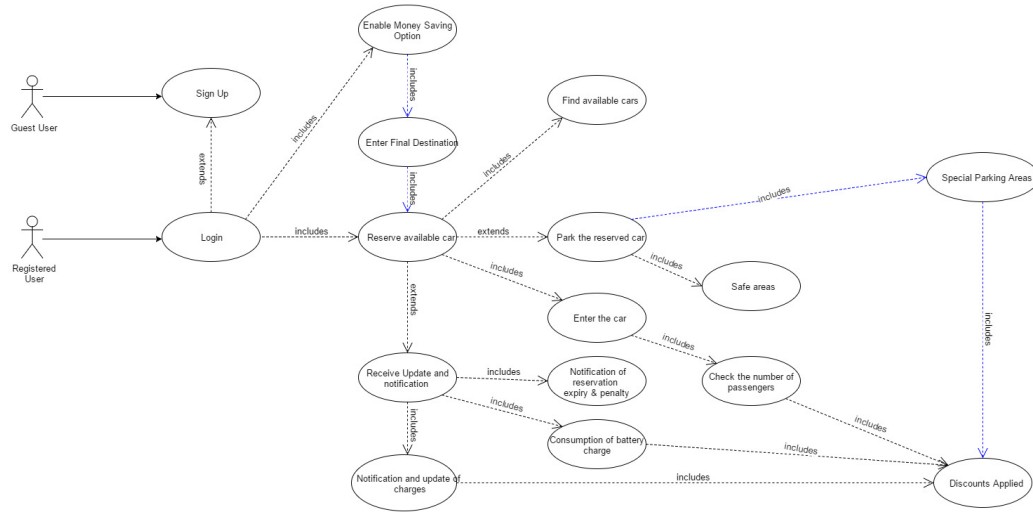 Enable Money Saving
Option
includes
Sign Up
Find available cars
Guest User
includes
Enter Final Destination
extends
includes
includes
includes
Special Parking Areas
Login
includes
Reserve available car
extends
Park the reserved car
Registered
User
includes
includes
Safe areas
extends
Enter the car
includes
includes
includes
Receive Update and
notification
includes
Notification of
reservation
expiry & penalty
Check the number of
passengers
includes
includes
includes
Consumption of battery
charge
includes
Notification and update of
charges
includes
Discounts Applied